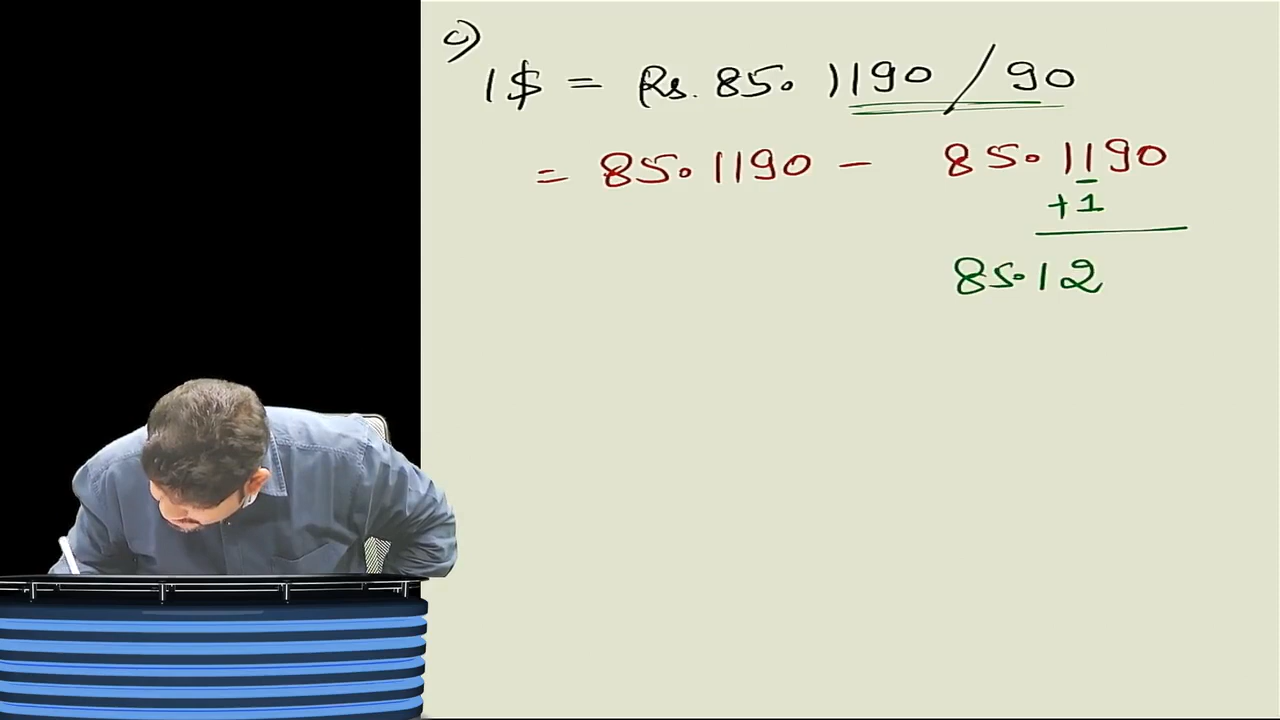 c)
1$ = Rs. 85.1190/90
= 85.1190 - 85.1190
+1
85.12